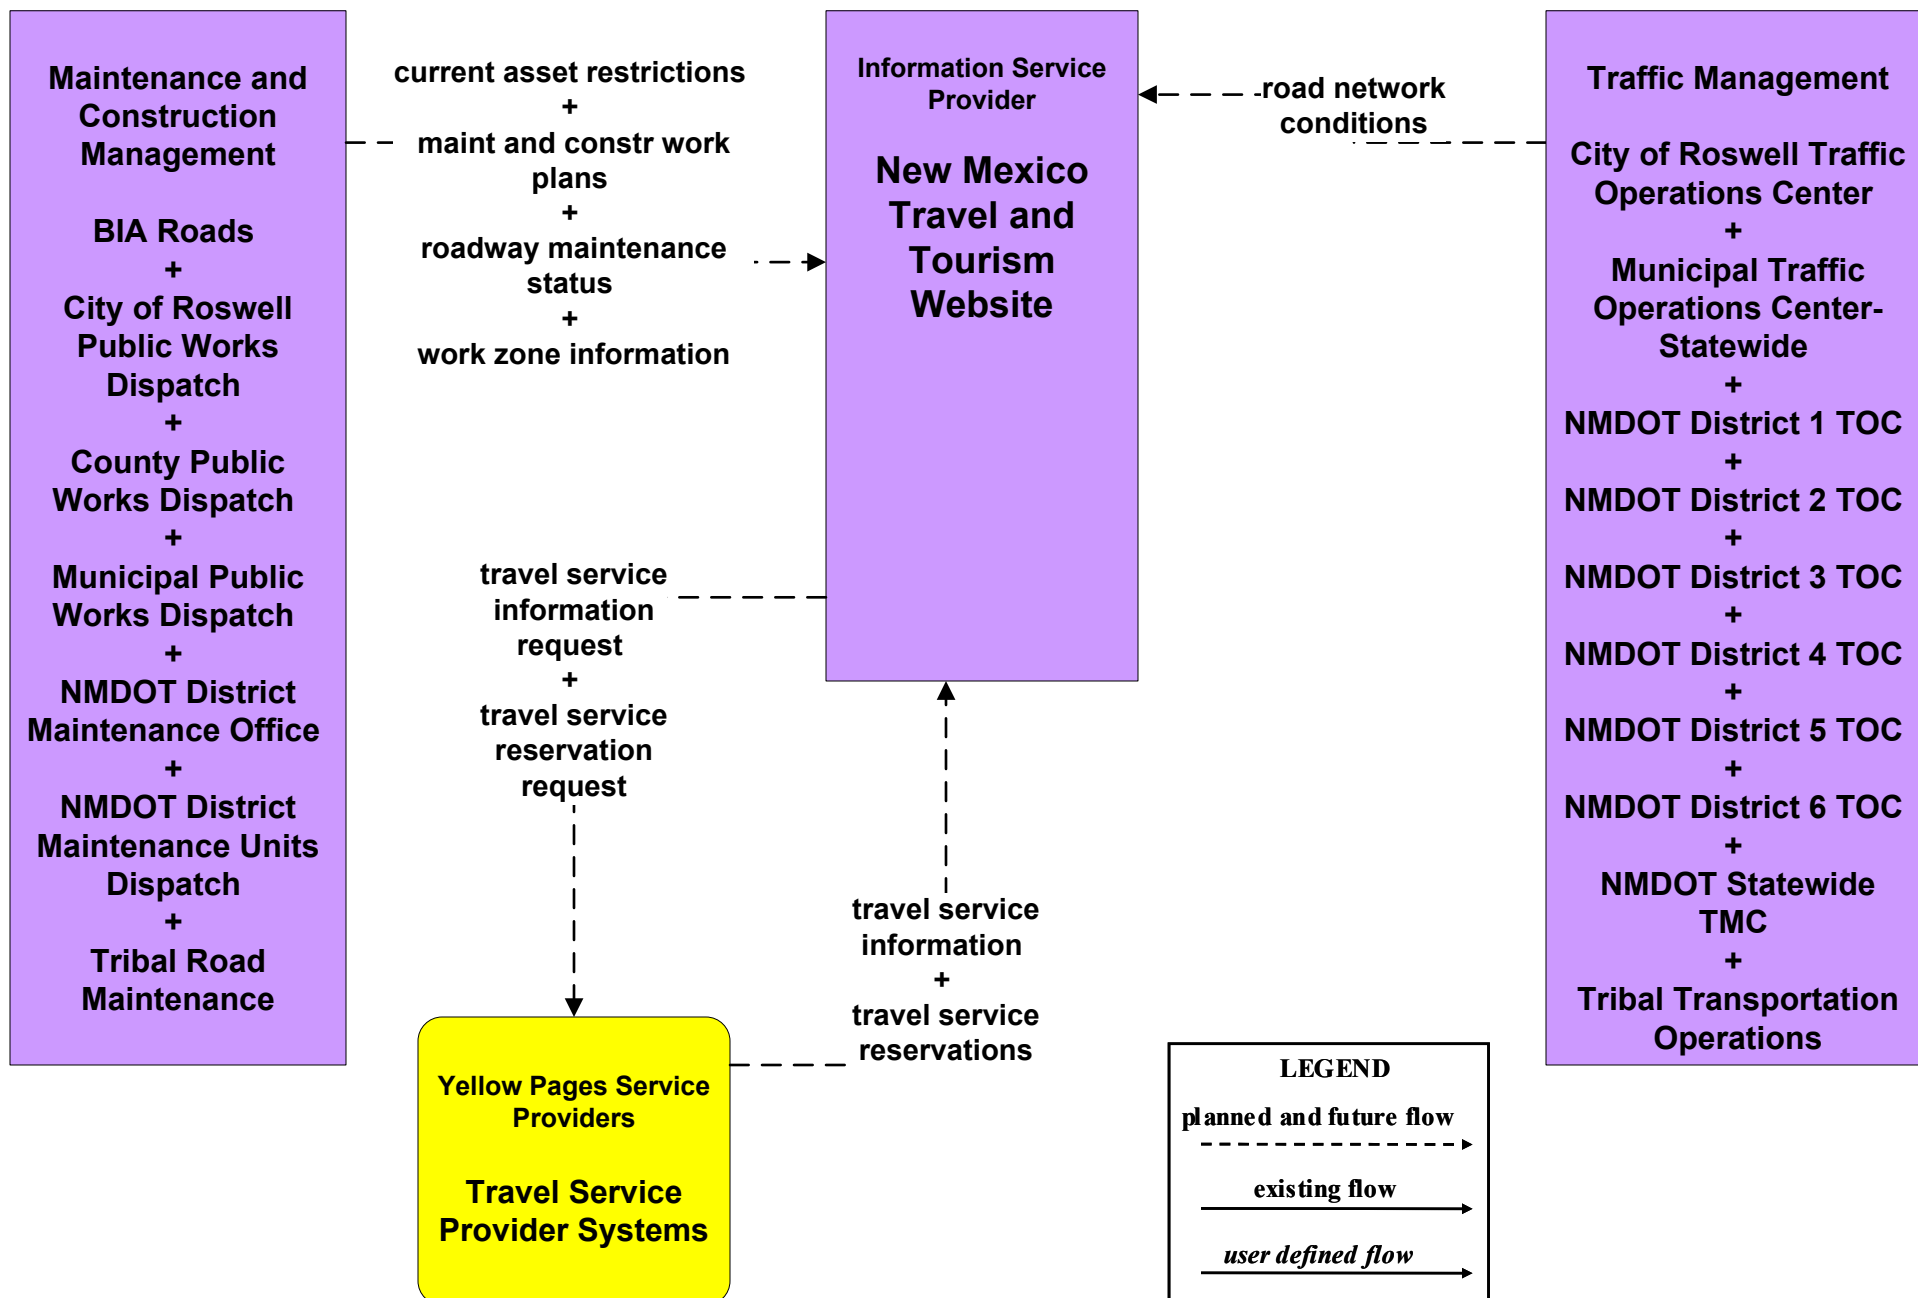 Maintenance and
Construction
Management
BIA Roads
+
City of Roswell
Public Works
Dispatch
+
County Public
Works Dispatch
+
Municipal Public
Works Dispatch
+
NMDOT District
Maintenance Office
+
NMDOT District
Maintenance Units
Dispatch
+
Tribal Road
Maintenance
current asset restrictions
+
maint and constr work
plans
+
roadway maintenance
status
+
work zone information
travel service
information
request
+
travel service
reservation
request
Yellow Pages Service
Providers
Travel Service
Provider Systems
Information Service
Provider
New Mexico
Travel and
Tourism
Website
travel service
information
+
travel service
reservations
road network
conditions
Traffic Management
City of Roswell Traffic
Operations Center
+
Municipal Traffic
Operations Center-
Statewide
+
NMDOT District 1 TOC
+
NMDOT District 2 TOC
+
NMDOT District 3 TOC
+
NMDOT District 4 TOC
+
NMDOT District 5 TOC
+
NMDOT District 6 TOC
+
NMDOT Statewide
TMC
+
Tribal Transportation
Operations
LEGEND
planned and future flow
existing flow
user defined flow